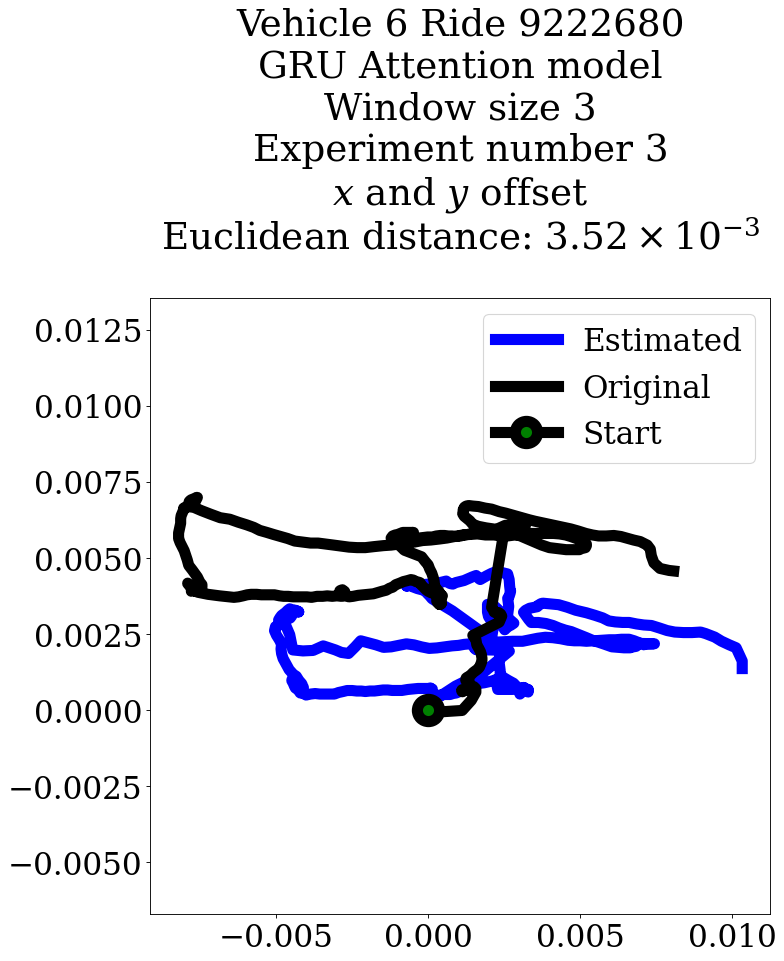 Vehicle 6 Ride 9222680
GRU Attention model
Window size 3
Experiment number 3
x and y offset
Euclidean distance: 3.52 × 10⁻³
Estimated
Original
Start
0.0125
0.0100
0.0075
0.0050
0.0025
0.0000
−0.0025
−0.0050
−0.005 0.000 0.005 0.010